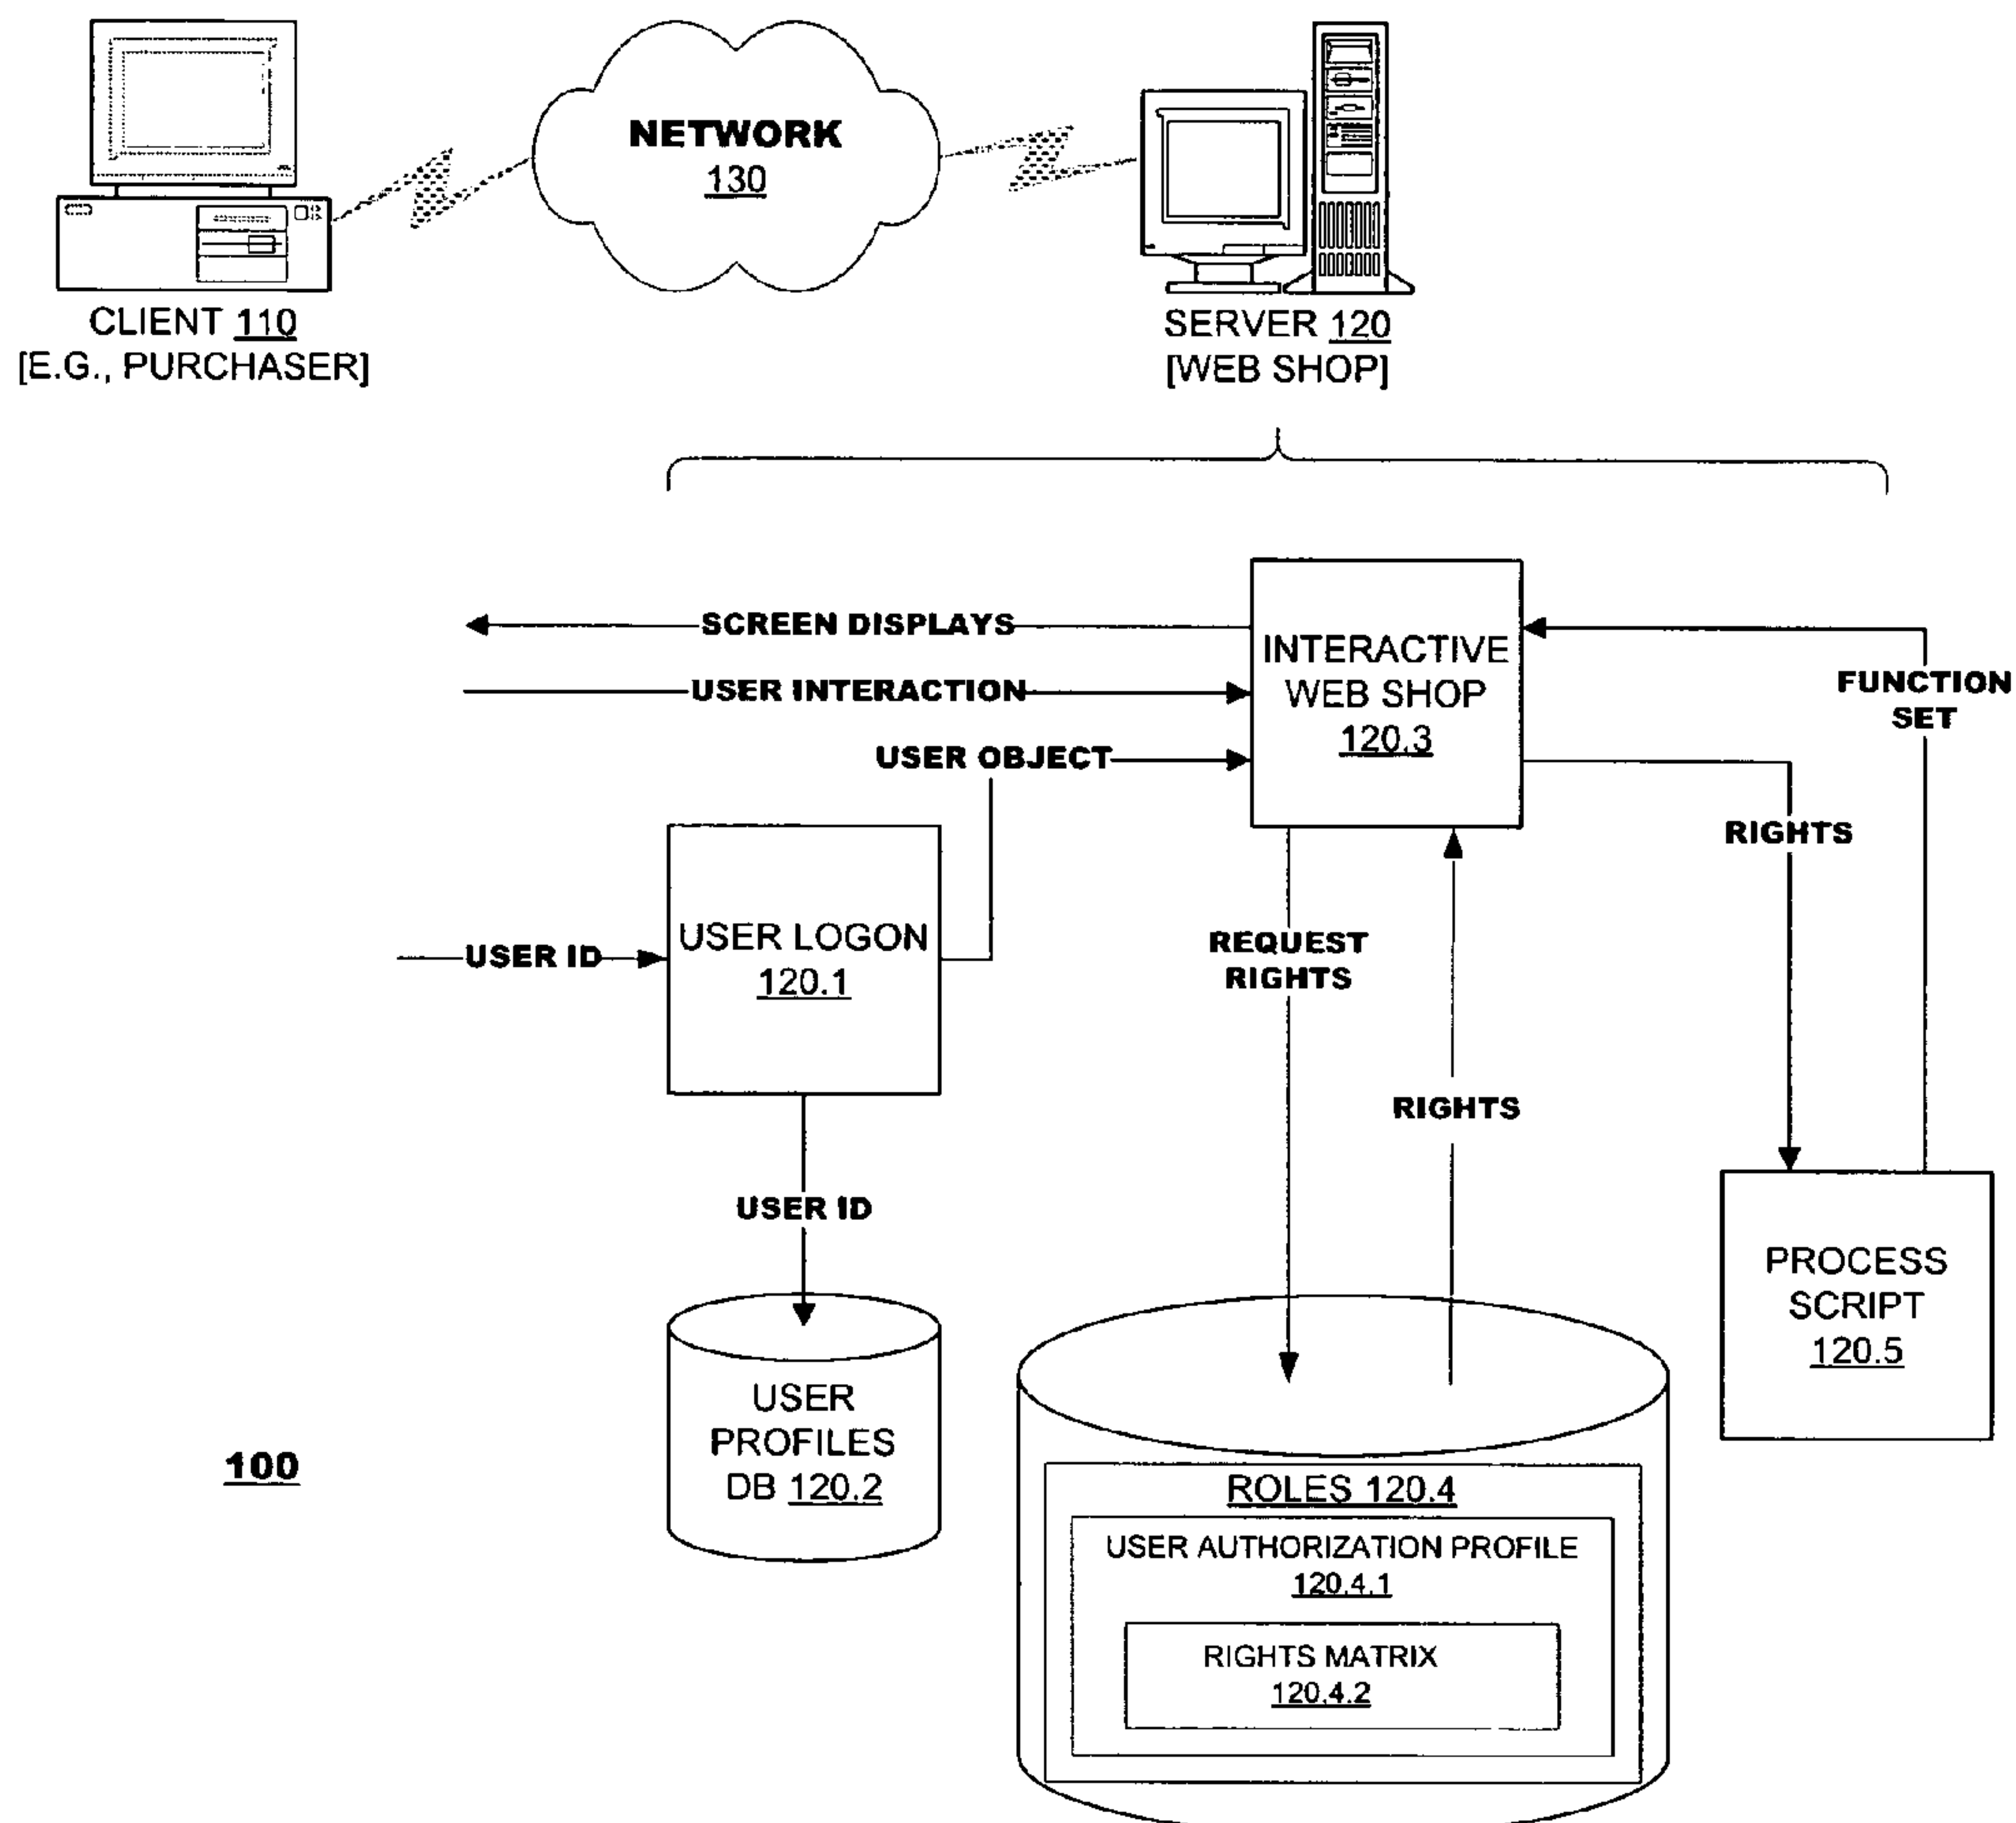 NETWORK
130
CLIENT 110
[E.G., PURCHASER]
SERVER 120
[WEB SHOP]
SCREEN DISPLAYS
USER INTERACTION
USER OBJECT
INTERACTIVE
WEB SHOP
120.3
FUNCTION
SET
RIGHTS
USER ID
USER LOGON
120.1
REQUEST
RIGHTS
RIGHTS
USER ID
PROCESS
SCRIPT
120.5
USER
PROFILES
DB 120.2
100
ROLES 120.4
USER AUTHORIZATION PROFILE
120.4.1
RIGHTS MATRIX
120.4.2